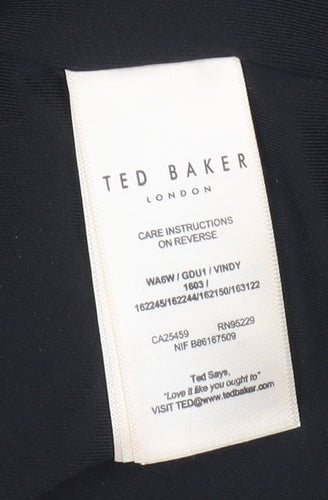 TED BAKER
LONDON
CARE INSTRUCTIONS
ON REVERSE
WA6W / GDU1 / VINDY
1603 /
162245/162244/162150/163122
CA25459 RN95229
NIF B86167509
Ted Says,
"Love it like you ought to"
VISIT TED@www.tedbaker.com